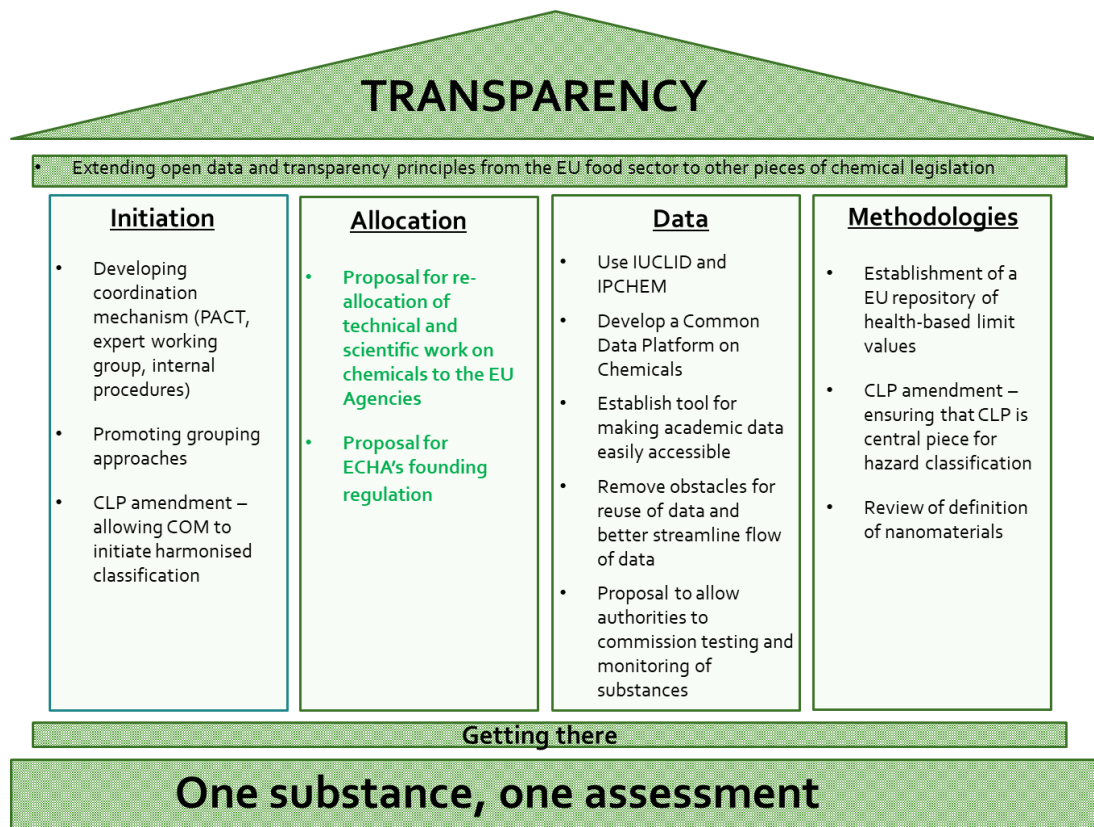 TRANSPARENCY
• Extending open data and transparency principles from the EU food sector to other pieces of chemical legislation
Initiation
• Developing
coordination
mechanism (PACT,
expert working
group, internal
procedures)
• Promoting grouping
approaches
• CLP amendment –
allowing COM to
initiate harmonised
classification
Allocation
• Proposal for re-
allocation of
technical and
scientific work on
chemicals to the EU
Agencies
• Proposal for
ECHA's founding
regulation
Data
• Use IUCLID and
IPCHEM
• Develop a Common
Data Platform on
Chemicals
• Establish tool for
making academic data
easily accessible
• Remove obstacles for
reuse of data and
better streamline flow
of data
• Proposal to allow
authorities to
commission testing and
monitoring of
substances
Methodologies
• Establishment of a
EU repository of
health-based limit
values
• CLP amendment –
ensuring that CLP is
central piece for
hazard classification
• Review of definition
of nanomaterials
Getting there
One substance, one assessment